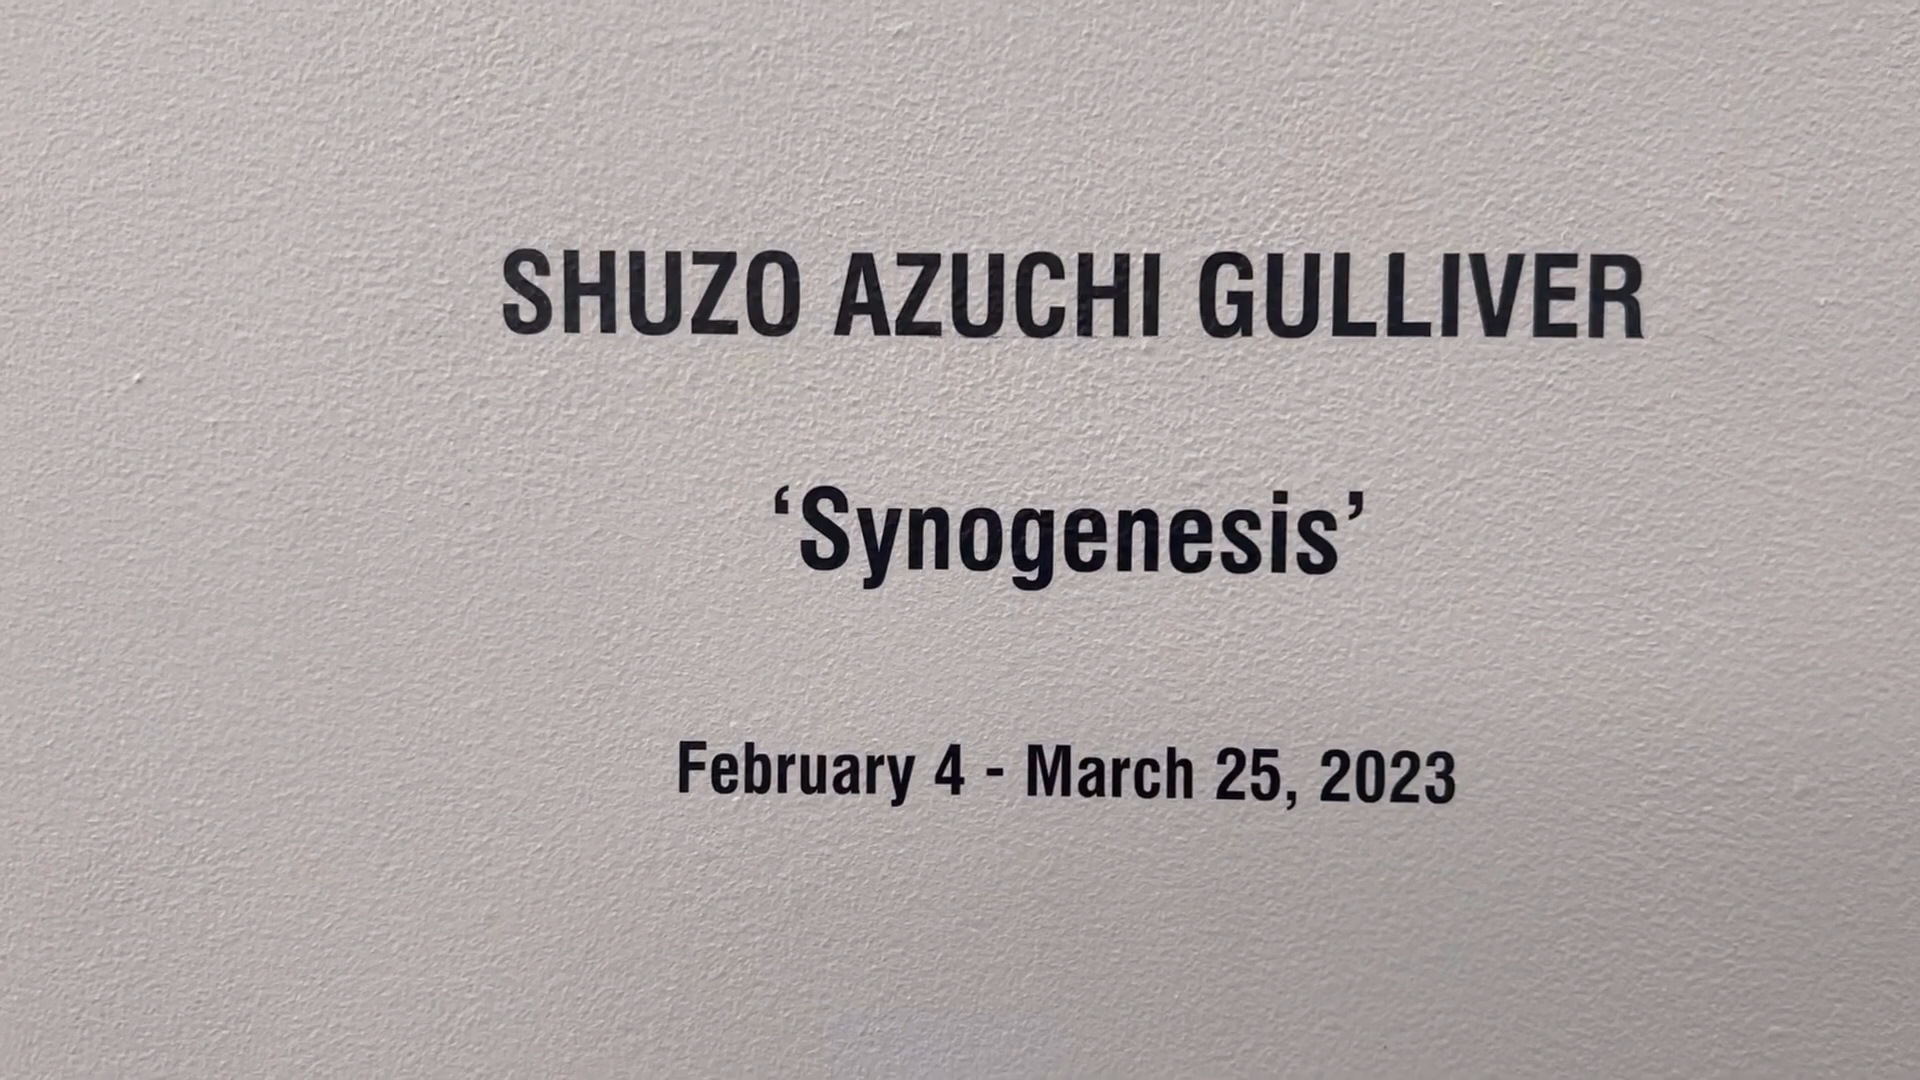 SHUZO AZUCHI GULLIVER
‘Synogenesis’
February 4 - March 25, 2023